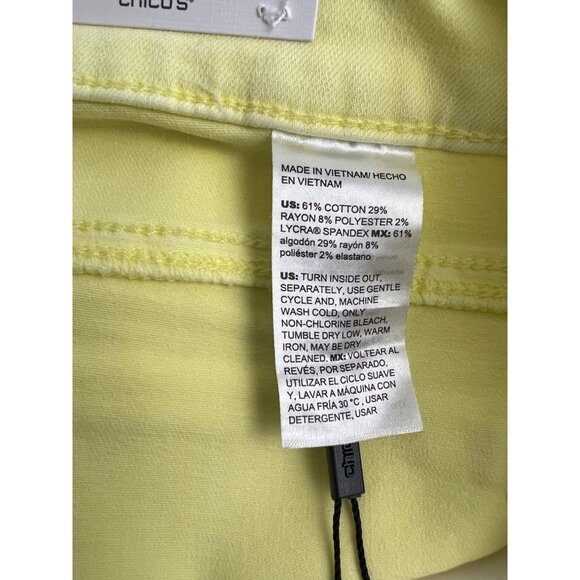 CHICO'S®
MADE IN VIETNAM/ HECHO
EN VIETNAM
US: 61% COTTON 29%
RAYON 8% POLYESTER 2%
LYCRA® SPANDEX MX: 61%
algodón 29% rayón 8%
poliéster 2% elastano
US: TURN INSIDE OUT,
SEPARATELY, USE GENTLE
CYCLE AND, MACHINE
WASH COLD, ONLY
NON-CHLORINE BLEACH,
TUMBLE DRY LOW, WARM
IRON, MAY BE DRY
CLEANED. MX: VOLTEAR AL
REVÉS, POR SEPARADO,
UTILIZAR EL CICLO SUAVE
Y, LAVAR A MÁQUINA CON
AGUA FRÍA 30 °C, USAR
DETERGENTE, USAR